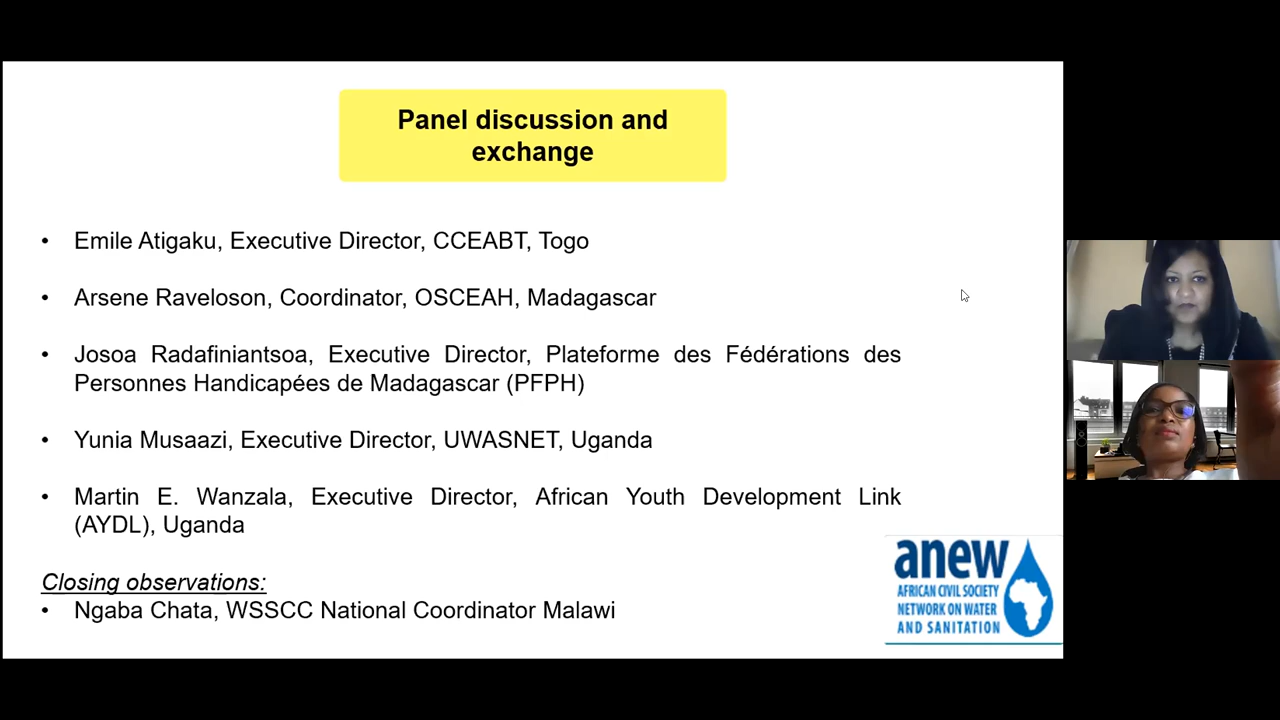 Panel discussion and
exchange
• Emile Atigaku, Executive Director, CCEABT, Togo
• Arsene Raveloson, Coordinator, OSCEAH, Madagascar
• Josoa Radafiniantsoa, Executive Director, Plateforme des Fédérations des
Personnes Handicapées de Madagascar (PFPH)
• Yunia Musaazi, Executive Director, UWASNET, Uganda
• Martin E. Wanzala, Executive Director, African Youth Development Link
(AYDL), Uganda
Closing observations:
• Ngaba Chata, WSSCC National Coordinator Malawi
anew
AFRICAN CIVIL SOCIETY
NETWORK ON WATER
AND SANITATION